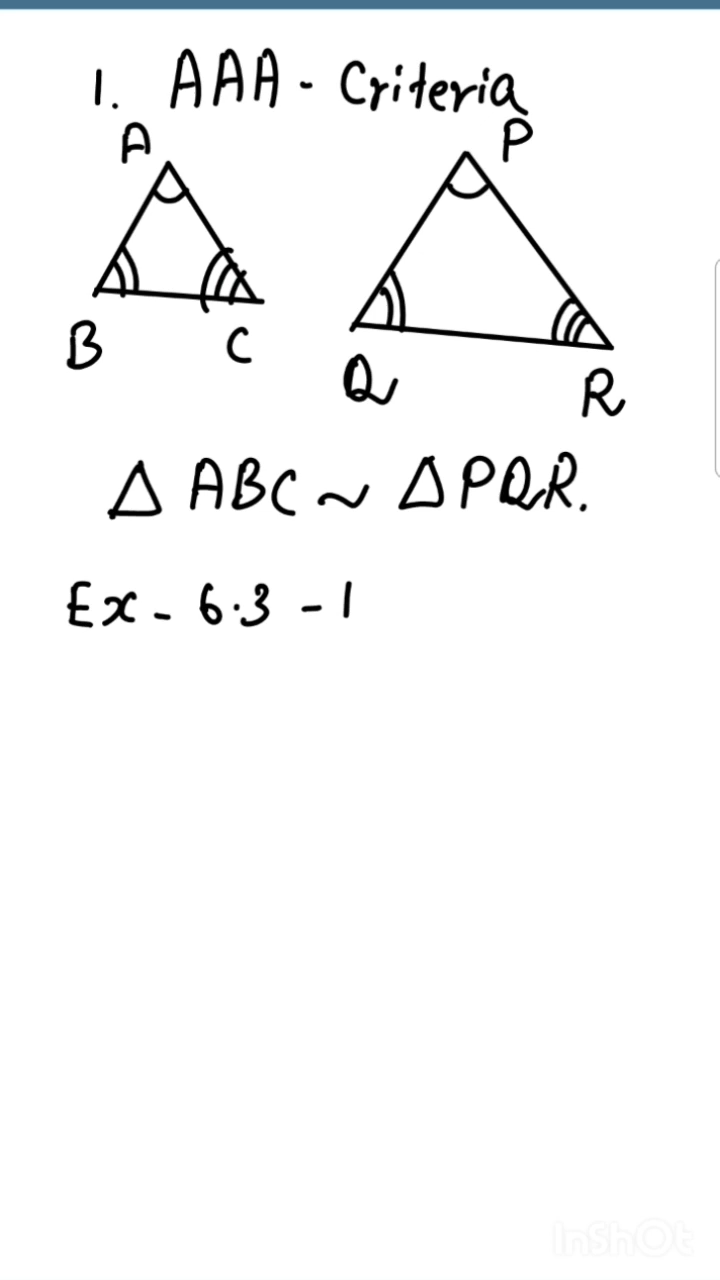 1. AAA - Criteria
A
P
B
C
Q
R
Δ ABC ~ Δ PQR.
Ex - 6.3 - 1
InShOt